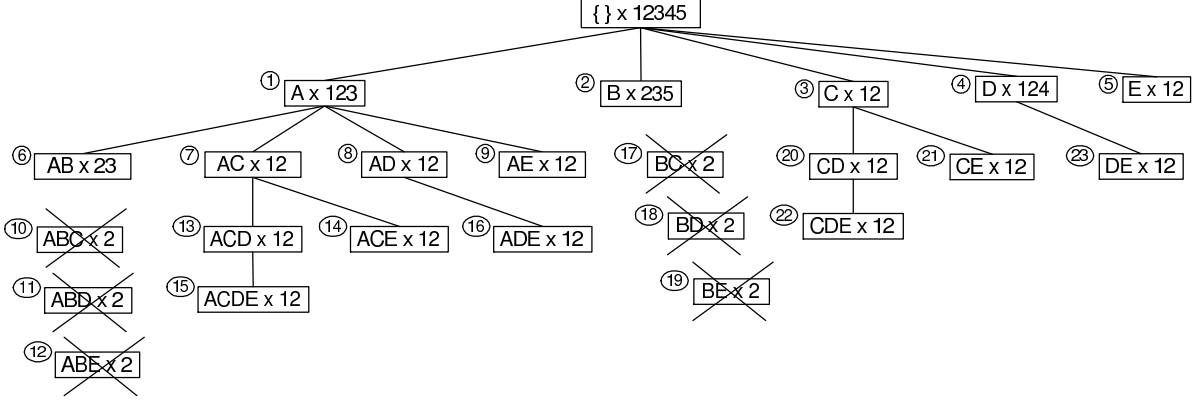 { } x 12345
1 A x 123
2 B x 235
3 C x 12
4 D x 124
5 E x 12
6 AB x 23
7 AC x 12
8 AD x 12
9 AE x 12
17 BC x 2
20 CD x 12
21 CE x 12
23 DE x 12
10 ABC x 2
13 ACD x 12
14 ACE x 12
16 ADE x 12
18 BD x 2
22 CDE x 12
11 ABD x 2
15 ACDE x 12
19 BE x 2
12 ABE x 2